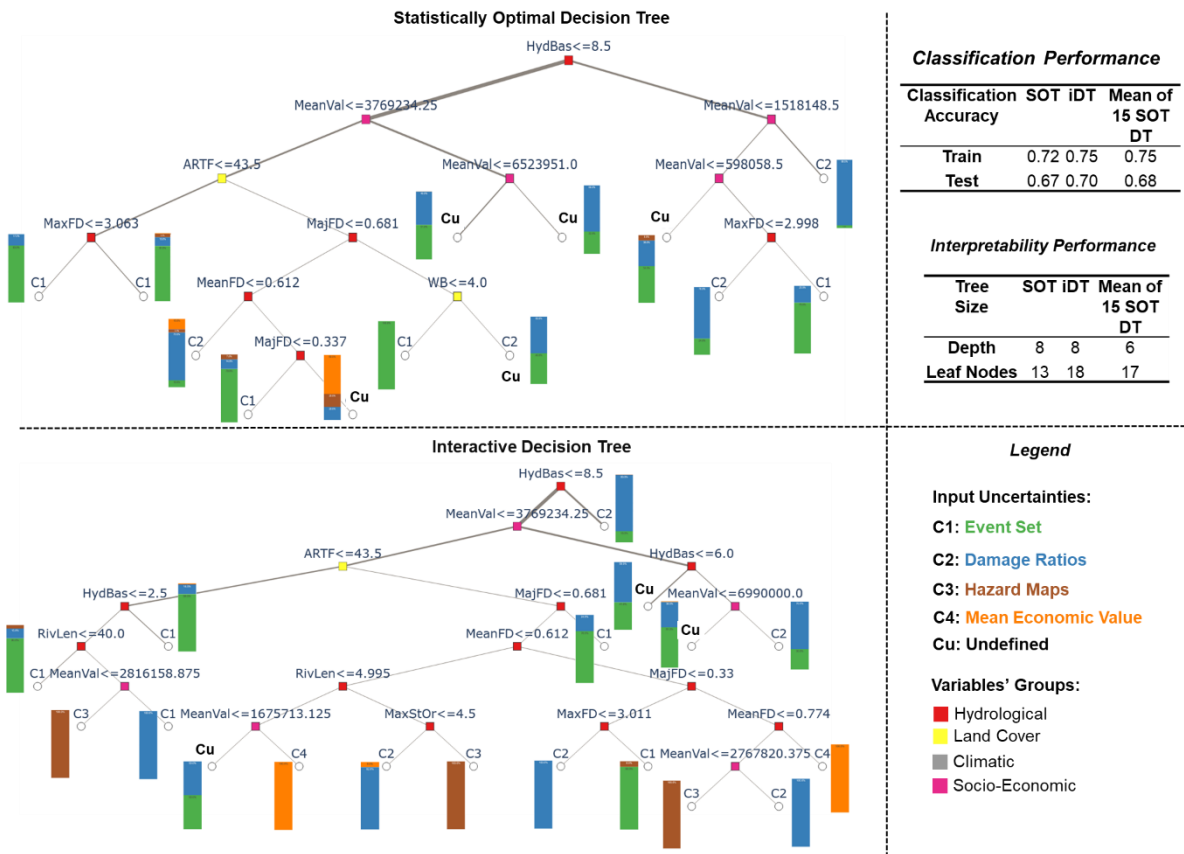 Statistically Optimal Decision Tree
HydBas<=8.5
MeanVal<=3769234.25
MeanVal<=1518148.5
ARTF<=43.5
MeanVal<=6523951.0
MeanVal<=598058.5
C2
MaxFD<=3.063
MajFD<=0.681
Cu
Cu
Cu
MaxFD<=2.998
C1
C1
MeanFD<=0.612
WB<=4.0
C2
C1
C2
MajFD<=0.337
C1
C2
Cu
C1
Cu
Classification Performance
Classification Accuracy SOT iDT Mean of 15 SOT DT
Train 0.72 0.75 0.75
Test 0.67 0.70 0.68
Interpretability Performance
Tree Size SOT iDT Mean of 15 SOT DT
Depth 8 8 6
Leaf Nodes 13 18 17
Interactive Decision Tree
HydBas<=8.5
MeanVal<=3769234.25
C2
ARTF<=43.5
HydBas<=6.0
HydBas<=2.5
MajFD<=0.681
Cu
MeanVal<=6990000.0
RivLen<=40.0
C1
MeanFD<=0.612
C1
Cu
C2
C1
MeanVal<=2816158.875
RivLen<=4.995
MajFD<=0.33
C3
C1
MeanVal<=1675713.125
MaxStOr<=4.5
MaxFD<=3.011
MeanFD<=0.774
Cu
C4
C2
C3
C2
C1
MeanVal<=2767820.375
C4
C3
C2
Legend
Input Uncertainties:
C1: Event Set
C2: Damage Ratios
C3: Hazard Maps
C4: Mean Economic Value
Cu: Undefined
Variables' Groups:
Hydrological
Land Cover
Climatic
Socio-Economic